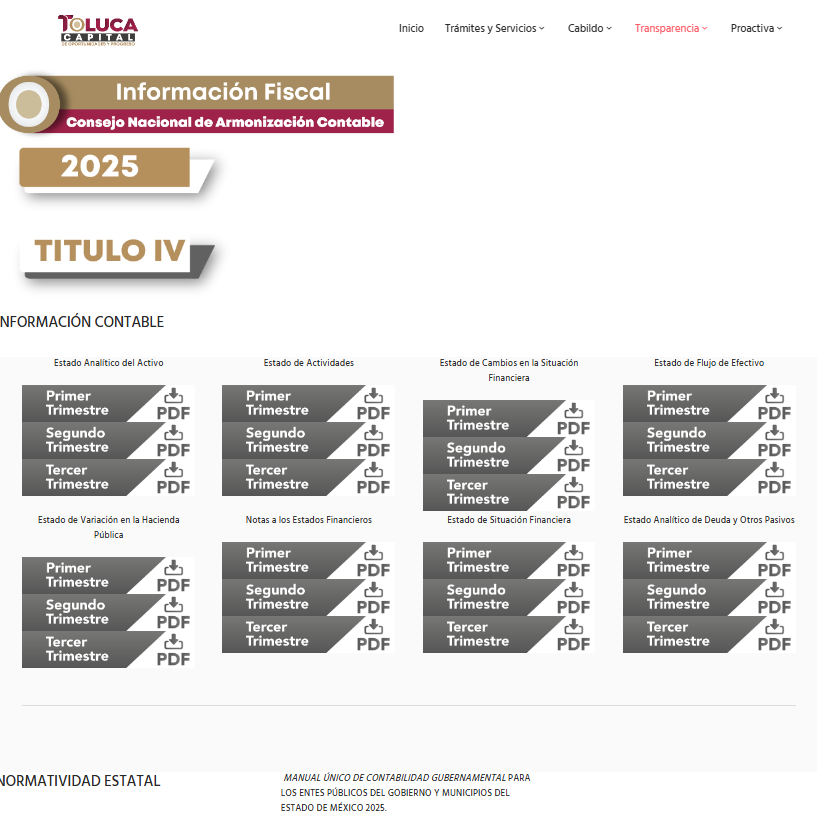 TOLUCA
CAPITAL
DE OPORTUNIDADES Y PROGRESO
Inicio Trámites y Servicios Cabildo Transparencia Proactiva
Información Fiscal
Consejo Nacional de Armonización Contable
2025
TITULO IV
NFORMACIÓN CONTABLE
Estado Analítico del Activo
Primer
Trimestre PDF
Segundo
Trimestre PDF
Tercer
Trimestre PDF
Estado de Actividades
Primer
Trimestre PDF
Segundo
Trimestre PDF
Tercer
Trimestre PDF
Estado de Cambios en la Situación
Financiera
Primer
Trimestre PDF
Segundo
Trimestre PDF
Tercer
Trimestre PDF
Estado de Flujo de Efectivo
Primer
Trimestre PDF
Segundo
Trimestre PDF
Tercer
Trimestre PDF
Estado de Variación en la Hacienda
Pública
Primer
Trimestre PDF
Segundo
Trimestre PDF
Tercer
Trimestre PDF
Notas a los Estados Financieros
Primer
Trimestre PDF
Segundo
Trimestre PDF
Tercer
Trimestre PDF
Estado de Situación Financiera
Primer
Trimestre PDF
Segundo
Trimestre PDF
Tercer
Trimestre PDF
Estado Analítico de Deuda y Otros Pasivos
Primer
Trimestre PDF
Segundo
Trimestre PDF
Tercer
Trimestre PDF
NORMATIVIDAD ESTATAL
MANUAL ÚNICO DE CONTABILIDAD GUBERNAMENTAL PARA
LOS ENTES PÚBLICOS DEL GOBIERNO Y MUNICIPIOS DEL
ESTADO DE MÉXICO 2025.